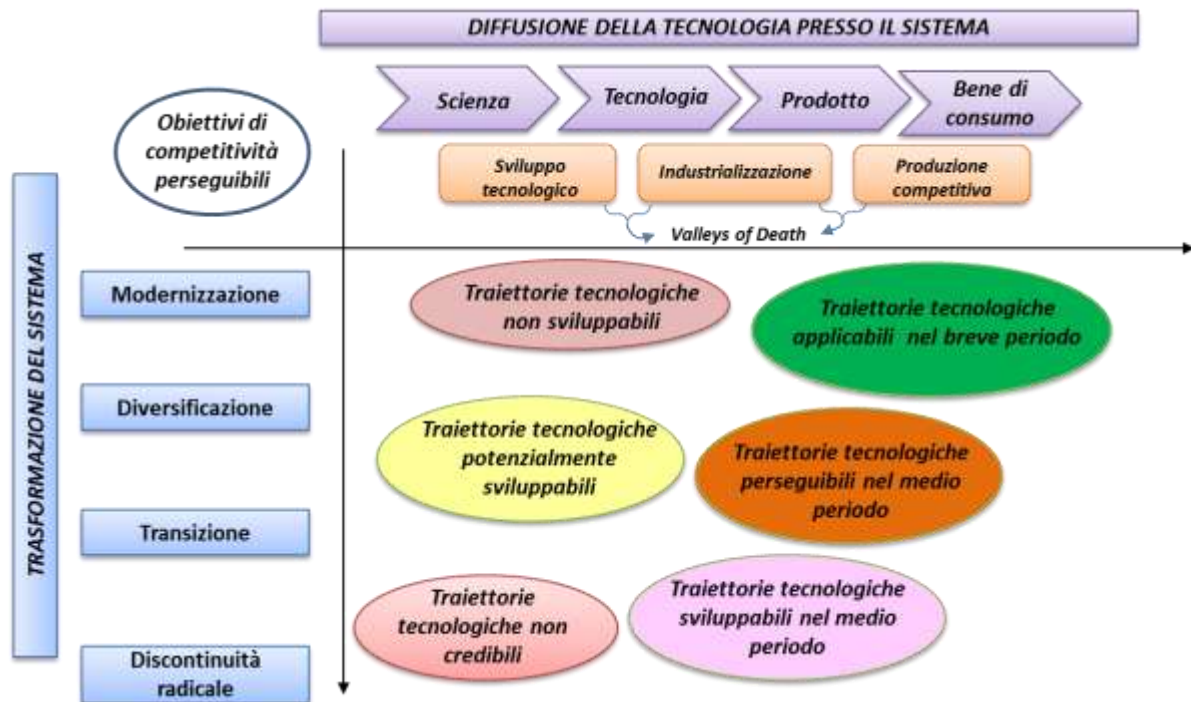 DIFFUSIONE DELLA TECNOLOGIA PRESSO IL SISTEMA
Scienza
Tecnologia
Prodotto
Bene di
consumo
Obiettivi di
competitività
perseguibili
Sviluppo
tecnologico
Industrializzazione
Produzione
competitiva
Valleys of Death
TRASFORMAZIONE DEL SISTEMA
Modernizzazione
Traiettorie tecnologiche
non sviluppabili
Traiettorie tecnologiche
applicabili nel breve periodo
Diversificazione
Traiettorie tecnologiche
potenzialmente
sviluppabili
Traiettorie tecnologiche
perseguibili nel medio
periodo
Transizione
Traiettorie
tecnologiche non
credibili
Traiettorie tecnologiche
sviluppabili nel medio
periodo
Discontinuità
radicale